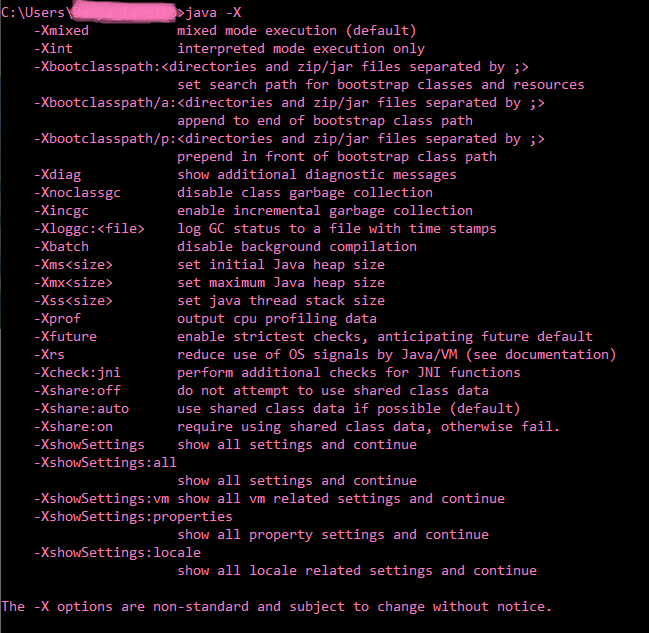 C:\Users\ >java -X
    -Xmixed           mixed mode execution (default)
    -Xint             interpreted mode execution only
    -Xbootclasspath:<directories and zip/jar files separated by ;>
                      set search path for bootstrap classes and resources
    -Xbootclasspath/a:<directories and zip/jar files separated by ;>
                      append to end of bootstrap class path
    -Xbootclasspath/p:<directories and zip/jar files separated by ;>
                      prepend in front of bootstrap class path
    -Xdiag            show additional diagnostic messages
    -Xnoclassgc       disable class garbage collection
    -Xincgc           enable incremental garbage collection
    -Xloggc:<file>    log GC status to a file with time stamps
    -Xbatch           disable background compilation
    -Xms<size>        set initial Java heap size
    -Xmx<size>        set maximum Java heap size
    -Xss<size>        set java thread stack size
    -Xprof            output cpu profiling data
    -Xfuture          enable strictest checks, anticipating future default
    -Xrs              reduce use of OS signals by Java/VM (see documentation)
    -Xcheck:jni       perform additional checks for JNI functions
    -Xshare:off       do not attempt to use shared class data
    -Xshare:auto      use shared class data if possible (default)
    -Xshare:on        require using shared class data, otherwise fail.
    -XshowSettings    show all settings and continue
    -XshowSettings:all
                      show all settings and continue
    -XshowSettings:vm show all vm related settings and continue
    -XshowSettings:properties
                      show all property settings and continue
    -XshowSettings:locale
                      show all locale related settings and continue

The -X options are non-standard and subject to change without notice.